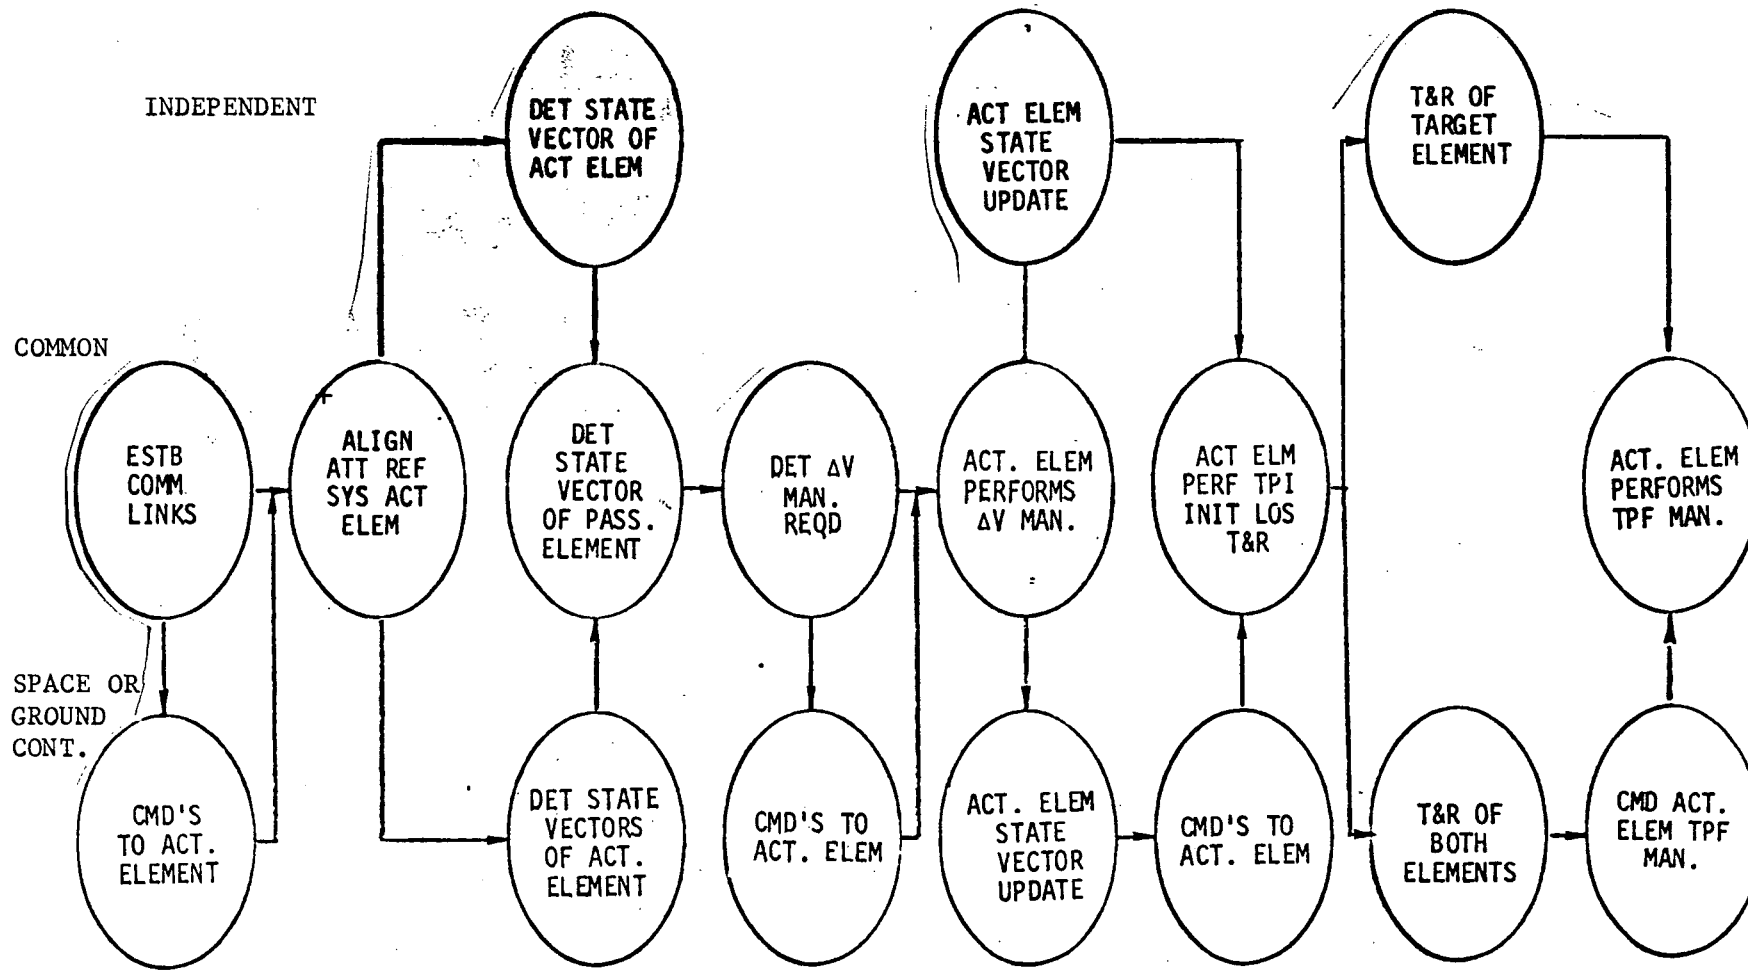 INDEPENDENT
DET STATE
VECTOR OF
ACT ELEM
ACT ELEM
STATE
VECTOR
UPDATE
T&R OF
TARGET
ELEMENT
COMMON
ESTB
COMM
LINKS
ALIGN
ATT REF
SYS ACT
ELEM
DET
STATE
VECTOR
OF PASS.
ELEMENT
DET ΔV
MAN.
REQD
ACT. ELEM
PERFORMS
ΔV MAN.
ACT ELM
PERF TPI
INIT LOS
T&R
ACT. ELEM
PERFORMS
TPF MAN.
SPACE OR
GROUND
CONT.
CMD'S
TO ACT.
ELEMENT
DET STATE
VECTORS
OF ACT.
ELEMENT
CMD'S TO
ACT. ELEM
ACT. ELEM
STATE
VECTOR
UPDATE
CMD'S TO
ACT. ELEM
T&R OF
BOTH
ELEMENTS
CMD ACT.
ELEM TPF
MAN.